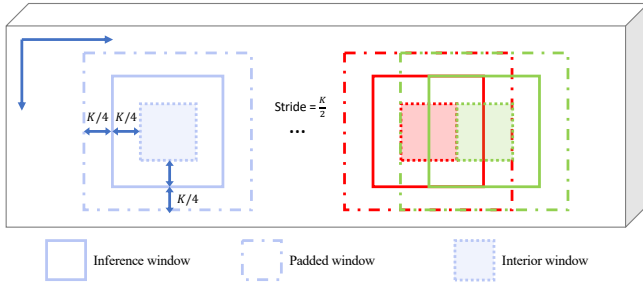 Stride = K/2
K/4 K/4
...
K/4
Inference window Padded window Interior window